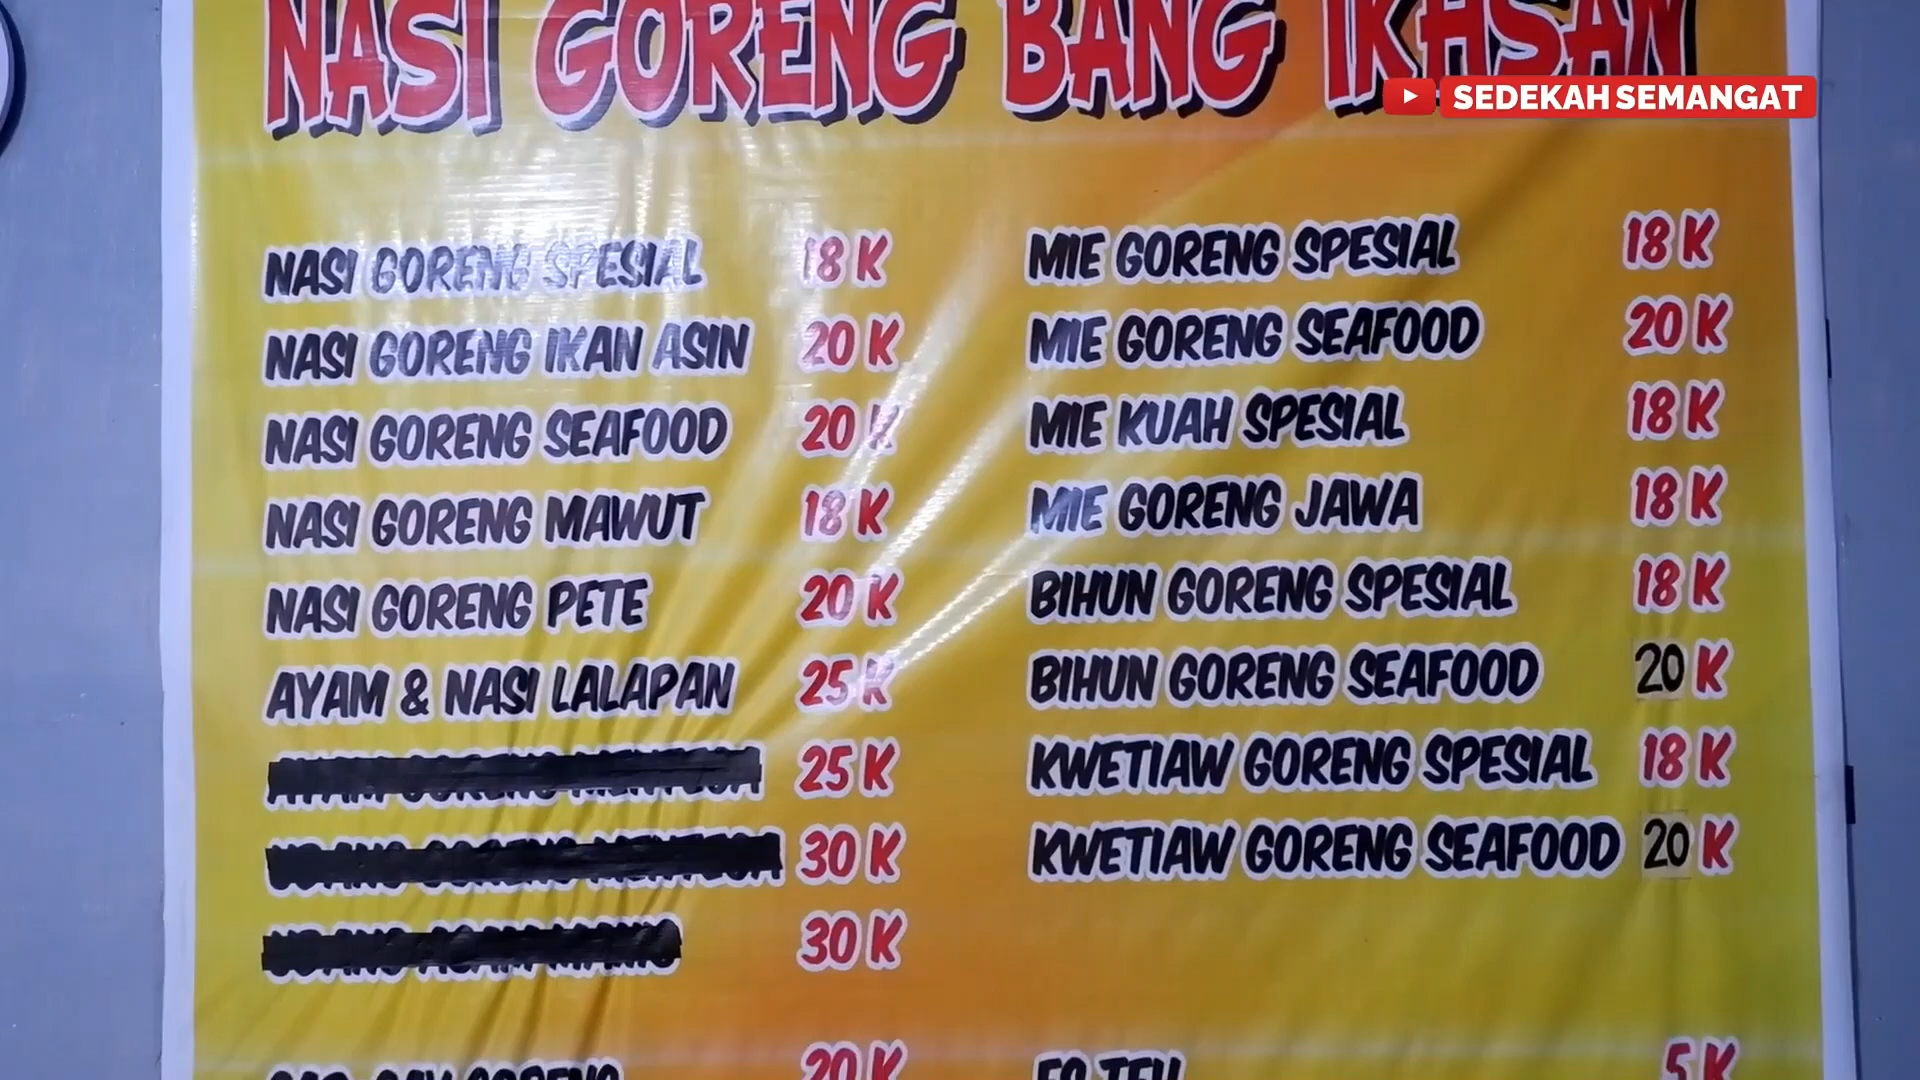 NASI GORENG BANG IKHSAN
SEDEKAH SEMANGAT
NASI GORENG SPESIAL 18 K
NASI GORENG IKAN ASIN 20 K
NASI GORENG SEAFOOD 20 K
NASI GORENG MAWUT 18 K
NASI GORENG PETE 20 K
AYAM & NASI LALAPAN 25 K
25 K
30 K
30 K
20 K
MIE GORENG SPESIAL 18 K
MIE GORENG SEAFOOD 20 K
MIE KUAH SPESIAL 18 K
MIE GORENG JAWA 18 K
BIHUN GORENG SPESIAL 18 K
BIHUN GORENG SEAFOOD 20 K
KWETIAW GORENG SPESIAL 18 K
KWETIAW GORENG SEAFOOD 20 K
ES TEH 5 K